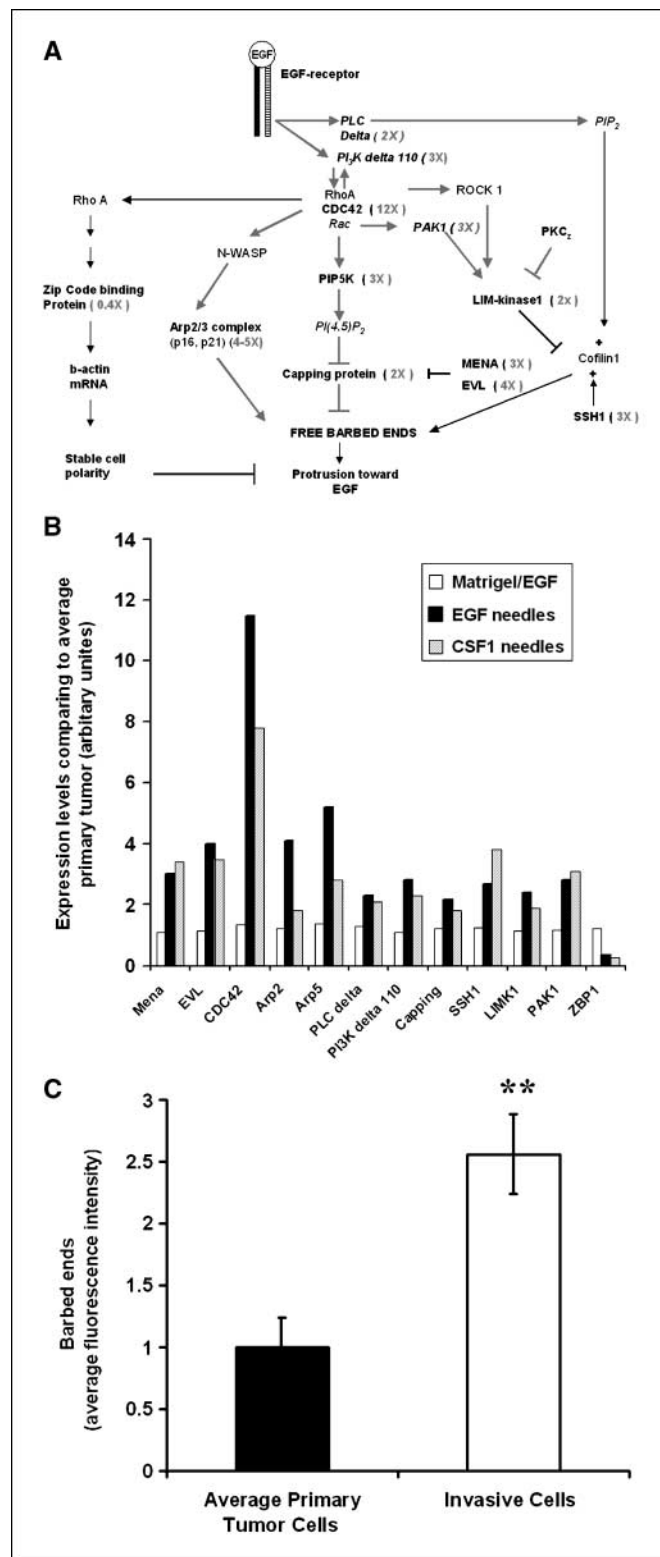 A
EGF
EGF-receptor
PLC
Delta ( 2X)
PIP2
PI3K delta 110 (3X)
Rho A
RhoA
CDC42 ( 12X)
Rac
ROCK 1
PAK1 ( 3X)
PKCz
N-WASP
Zip Code binding
Protein ( 0.4X )
PIP5K ( 3X)
LIM-kinase1 ( 2x)
Arp2/3 complex
(p16, p21) (4-5X)
PI(4.5)P2
b-actin
mRNA
Capping protein ( 2X )
MENA ( 3X )
EVL ( 4X )
+
Cofilin1
+
SSH1 ( 3X )
FREE BARBED ENDS
Stable cell
polarity
Protrusion toward
EGF
B
Expression levels comparing to average
primary tumor (arbitary unites)
14
12
10
8
6
4
2
0
Matrigel/EGF
EGF needles
CSF1 needles
Mena
EVL
CDC42
Arp2
Arp5
PLC delta
PI3K delta 110
Capping
SSH1
LIMK1
PAK1
ZBP1
C
Barbed ends
(average fluorescence intensity)
3
2.5
2
1.5
1
0.5
0
**
Average Primary
Tumor Cells
Invasive Cells